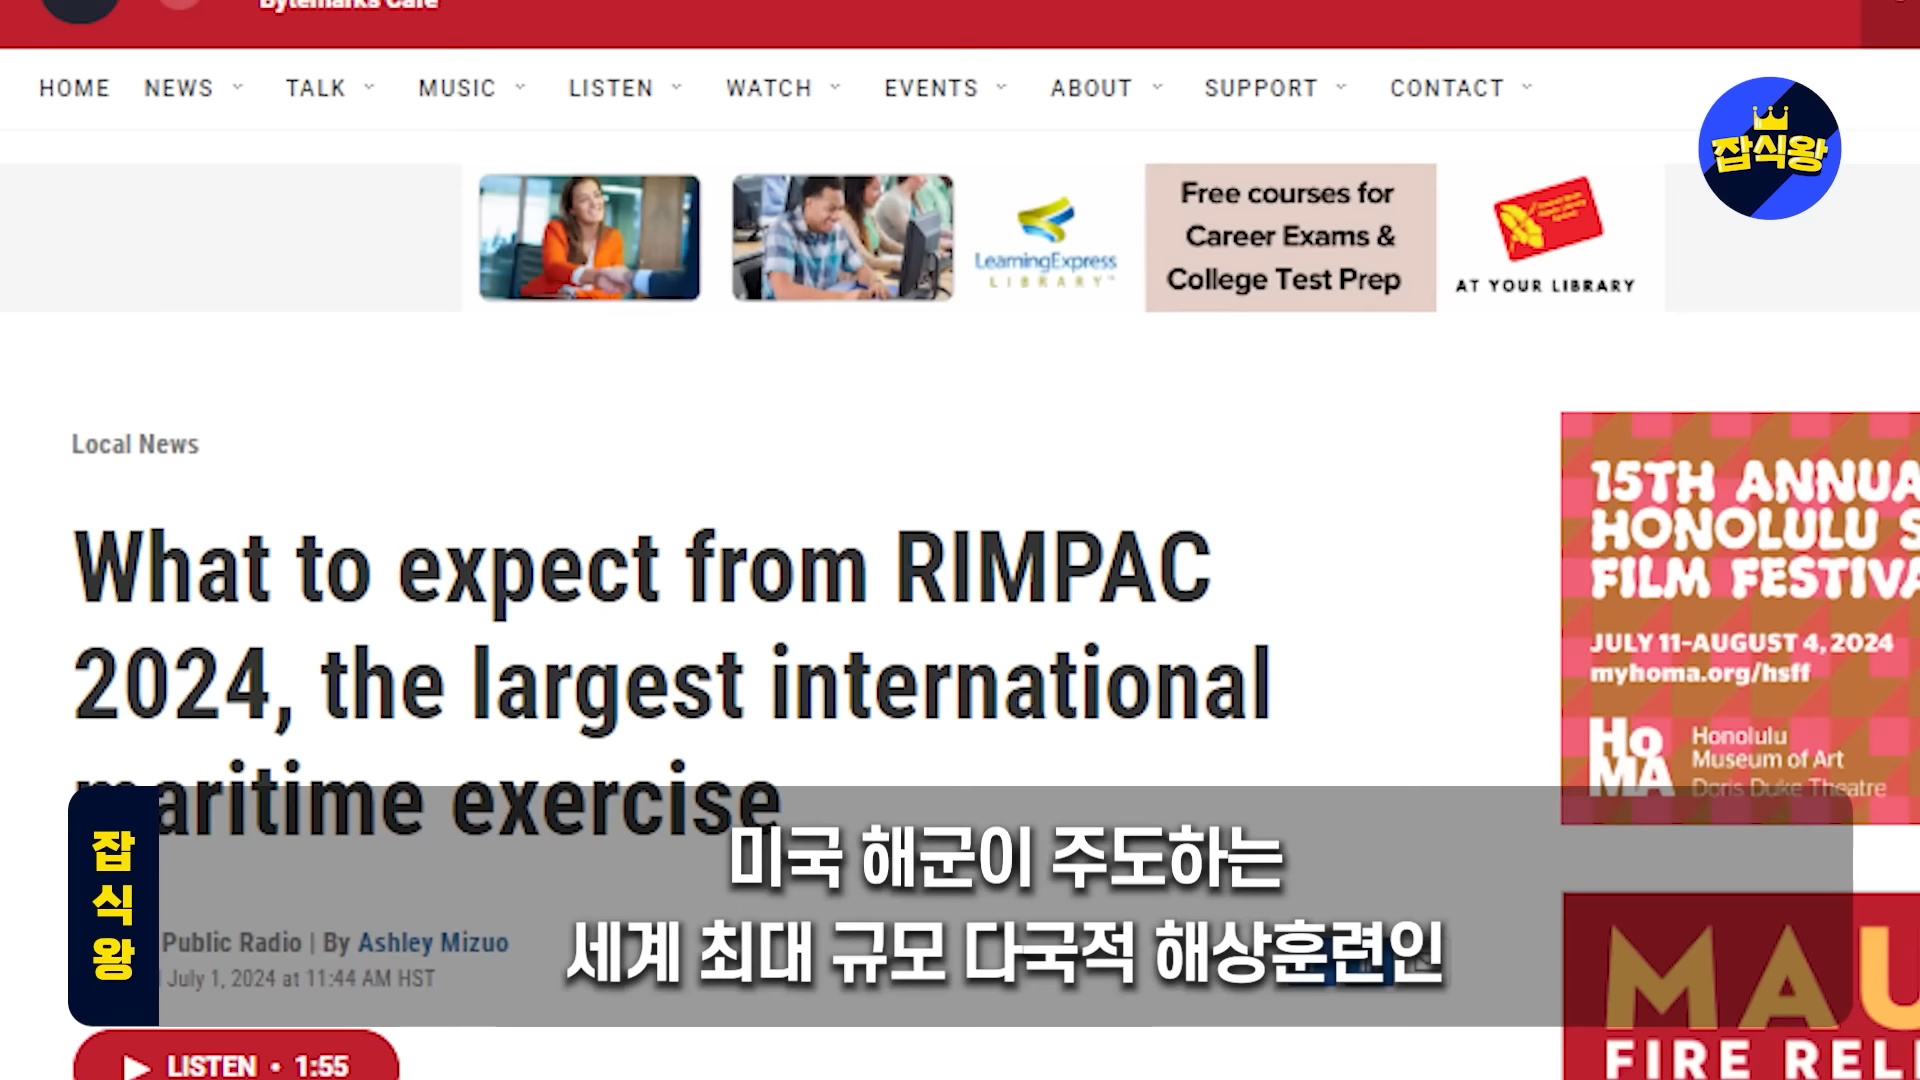 Bytemarks Cafe
HOME NEWS TALK MUSIC LISTEN WATCH EVENTS ABOUT SUPPORT CONTACT
잡식왕
Free courses for
Career Exams &
College Test Prep
LearningExpress
LIBRARY™
AT YOUR LIBRARY
Local News
What to expect from RIMPAC
2024, the largest international
maritime exercise
15TH ANNUA
HONOLULU S
FILM FESTIVA
JULY 11-AUGUST 4, 2024
myhoma.org/hsff
HoMA
Honolulu
Museum of Art
Doris Duke Theatre
잡식왕
미국 해군이 주도하는
세계 최대 규모 다국적 해상훈련인
Public Radio | By Ashley Mizuo
July 1, 2024 at 11:44 AM HST
LISTEN • 1:55
MAU
FIRE RELI